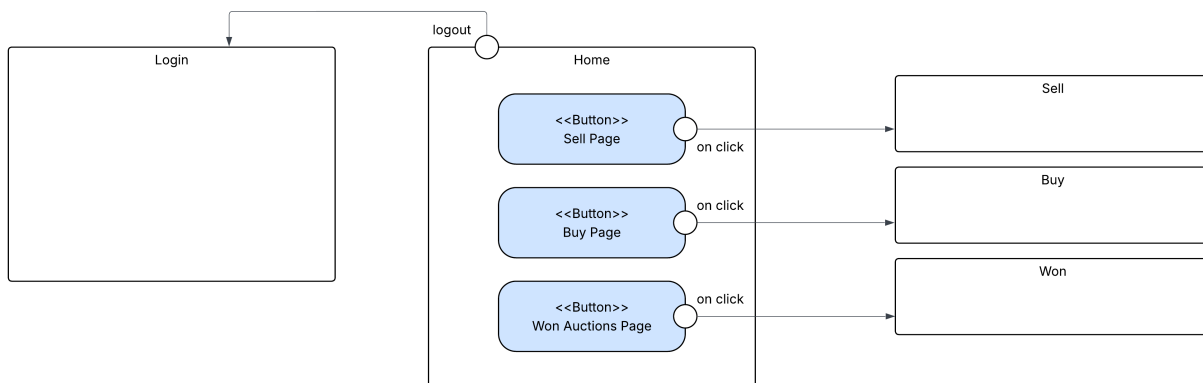 logout
Login
Home
<<Button>>
Sell Page
on click
Sell
<<Button>>
Buy Page
on click
Buy
<<Button>>
Won Auctions Page
on click
Won